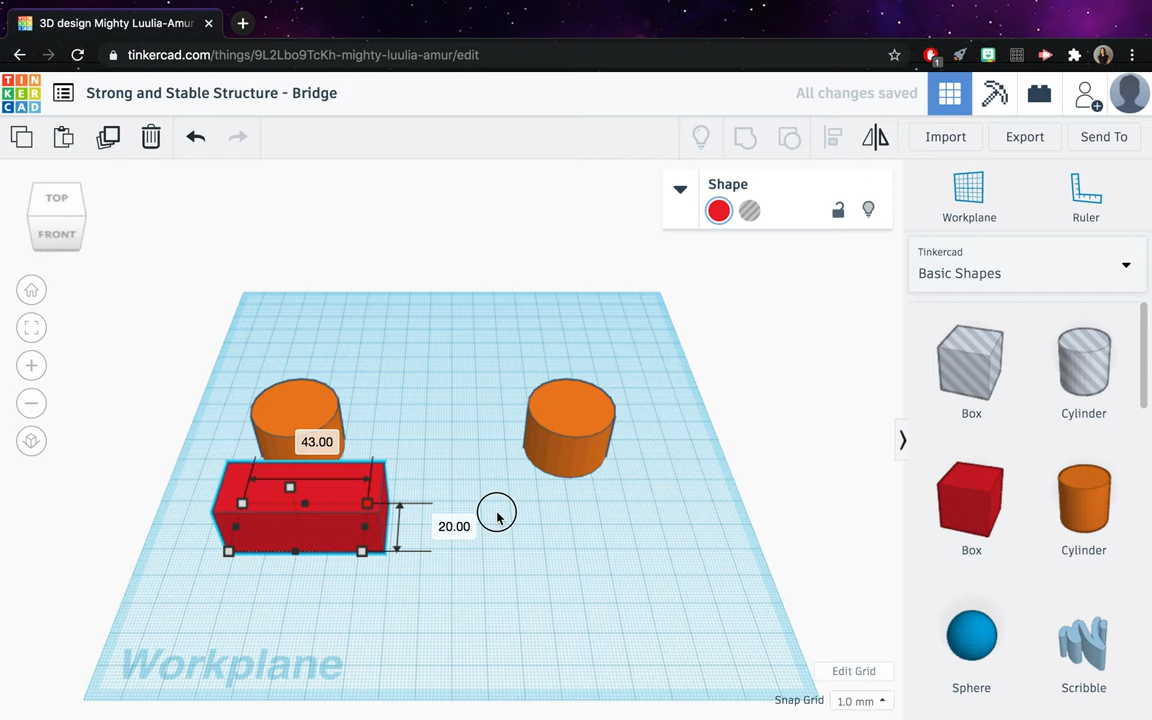 3D design Mighty Luulia-Amur
tinkercad.com/things/9L2Lbo9TcKh-mighty-luulia-amur/edit
1
TIN
KER
CAD
Strong and Stable Structure - Bridge
All changes saved
Import
Export
Send To
TOP
FRONT
Shape
Workplane
Ruler
Tinkercad
Basic Shapes
Box
Cylinder
43.00
20.00
Box
Cylinder
Sphere
Scribble
Workplane
Edit Grid
Snap Grid
1.0 mm